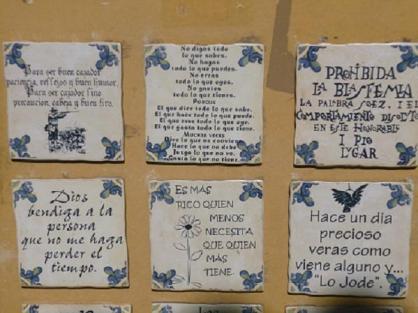 Para ser buen cazador
paciencia, reflejos y buen humor.
Para ser cazador fino
precaucion, cabeza y buen tiro.
No digas todo
lo que sabes.
No hagas
todo lo que puedes.
No creas
todo lo que oyes.
No gastes
todo lo que tienes.
PORQUE
El que dice todo lo que sabe.
El que hace todo lo que puede.
El que cree todo lo que oye.
El que gasta todo lo que tiene.
MUCHAS VECES
Dice lo que no conviene
Hace lo que no debe
Juzga lo que no ve.
Gasta lo que no tiene.
PROHIBIDA
LA BLASFEMIA
LA PALABRA SOEZ, I EL
COMPORTAMIENTO
EN ESTE HONORABLE
I PIO
LUGAR
Dios
bendiga a la
persona
que no me haga
perder el
tiempo.
ES MAS
RICO QUIEN
MENOS
NECESITA
QUE QUIEN
MÁS
TIENE.
Hace un dia
precioso
veras como
viene alguno y...
"Lo Jode".